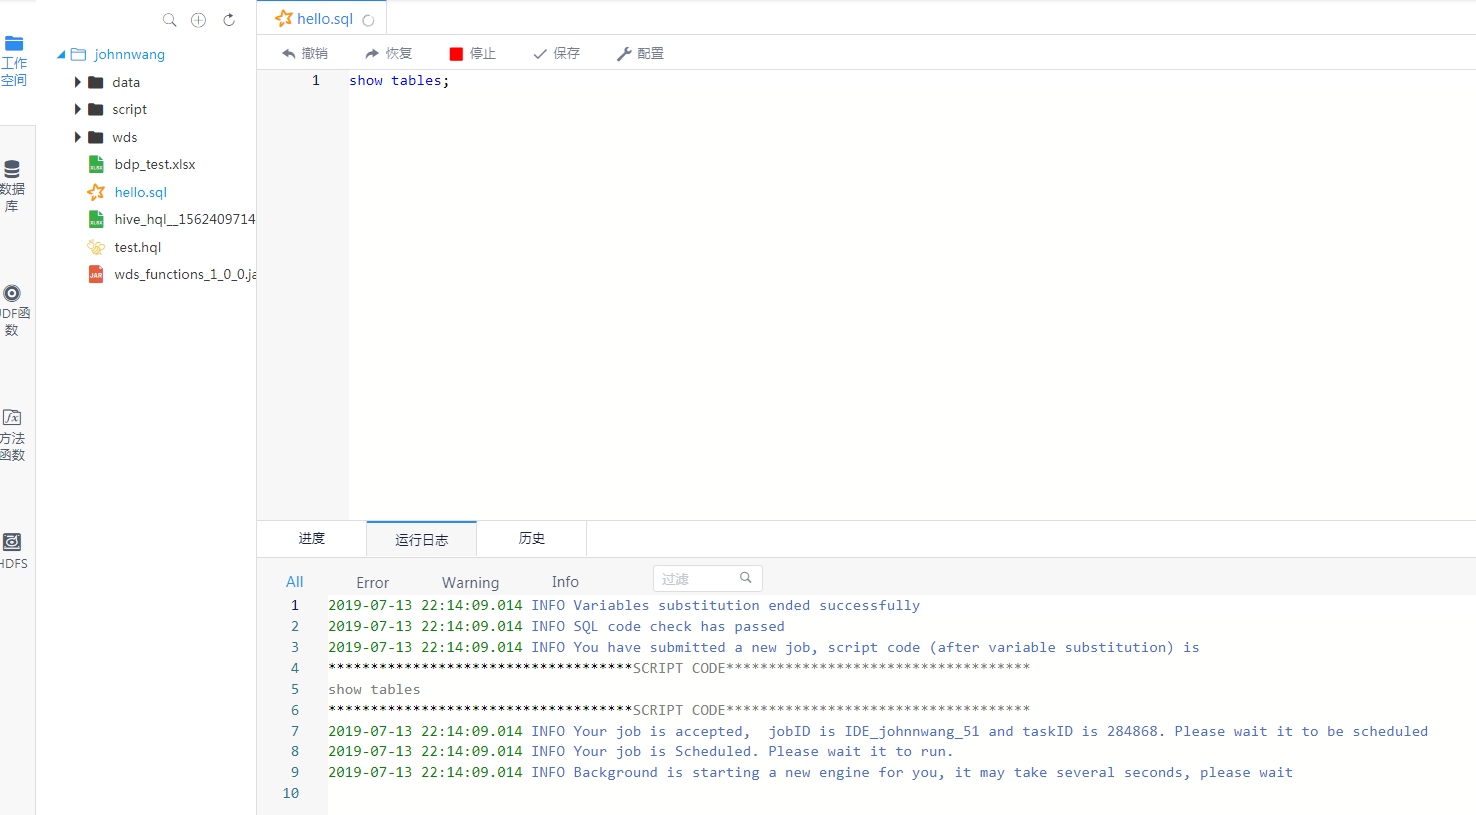 hello.sql
工作
空间
数据
库
DF函
数
方法
函数
HDFS
johnnwang
data
script
wds
bdp_test.xlsx
hello.sql
hive_hql__1562409714
test.hql
wds_functions_1_0_0.ja
撤销 恢复 停止 保存 配置
1 show tables;
进度 运行日志 历史
All Error Warning Info 过滤
1 2019-07-13 22:14:09.014 INFO Variables substitution ended successfully
2 2019-07-13 22:14:09.014 INFO SQL code check has passed
3 2019-07-13 22:14:09.014 INFO You have submitted a new job, script code (after variable substitution) is
4 ************************************SCRIPT CODE************************************
5 show tables
6 ************************************SCRIPT CODE************************************
7 2019-07-13 22:14:09.014 INFO Your job is accepted,  jobID is IDE_johnnwang_51 and taskID is 284868. Please wait it to be scheduled
8 2019-07-13 22:14:09.014 INFO Your job is Scheduled. Please wait it to run.
9 2019-07-13 22:14:09.014 INFO Background is starting a new engine for you, it may take several seconds, please wait
10